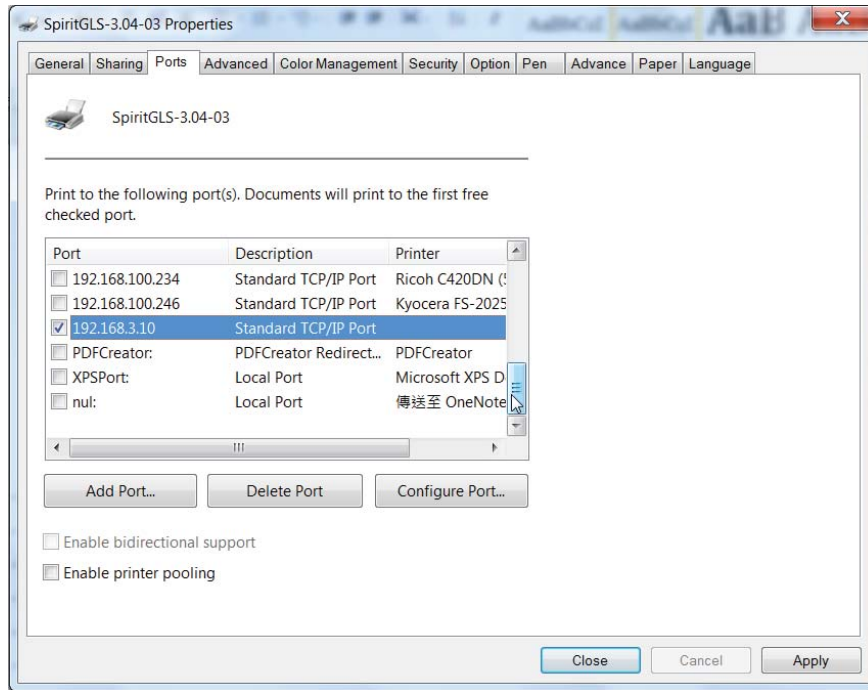 SpiritGLS-3.04-03 Properties
General Sharing Ports Advanced Color Management Security Option Pen Advance Paper Language
SpiritGLS-3.04-03
Print to the following port(s). Documents will print to the first free
checked port.
Port Description Printer
192.168.100.234 Standard TCP/IP Port Ricoh C420DN (
192.168.100.246 Standard TCP/IP Port Kyocera FS-2025
192.168.3.10 Standard TCP/IP Port
PDFCreator: PDFCreator Redirect... PDFCreator
XPSPort: Local Port Microsoft XPS D
nul: Local Port 傳送至 OneNote
Add Port... Delete Port Configure Port...
Enable bidirectional support
Enable printer pooling
Close Cancel Apply